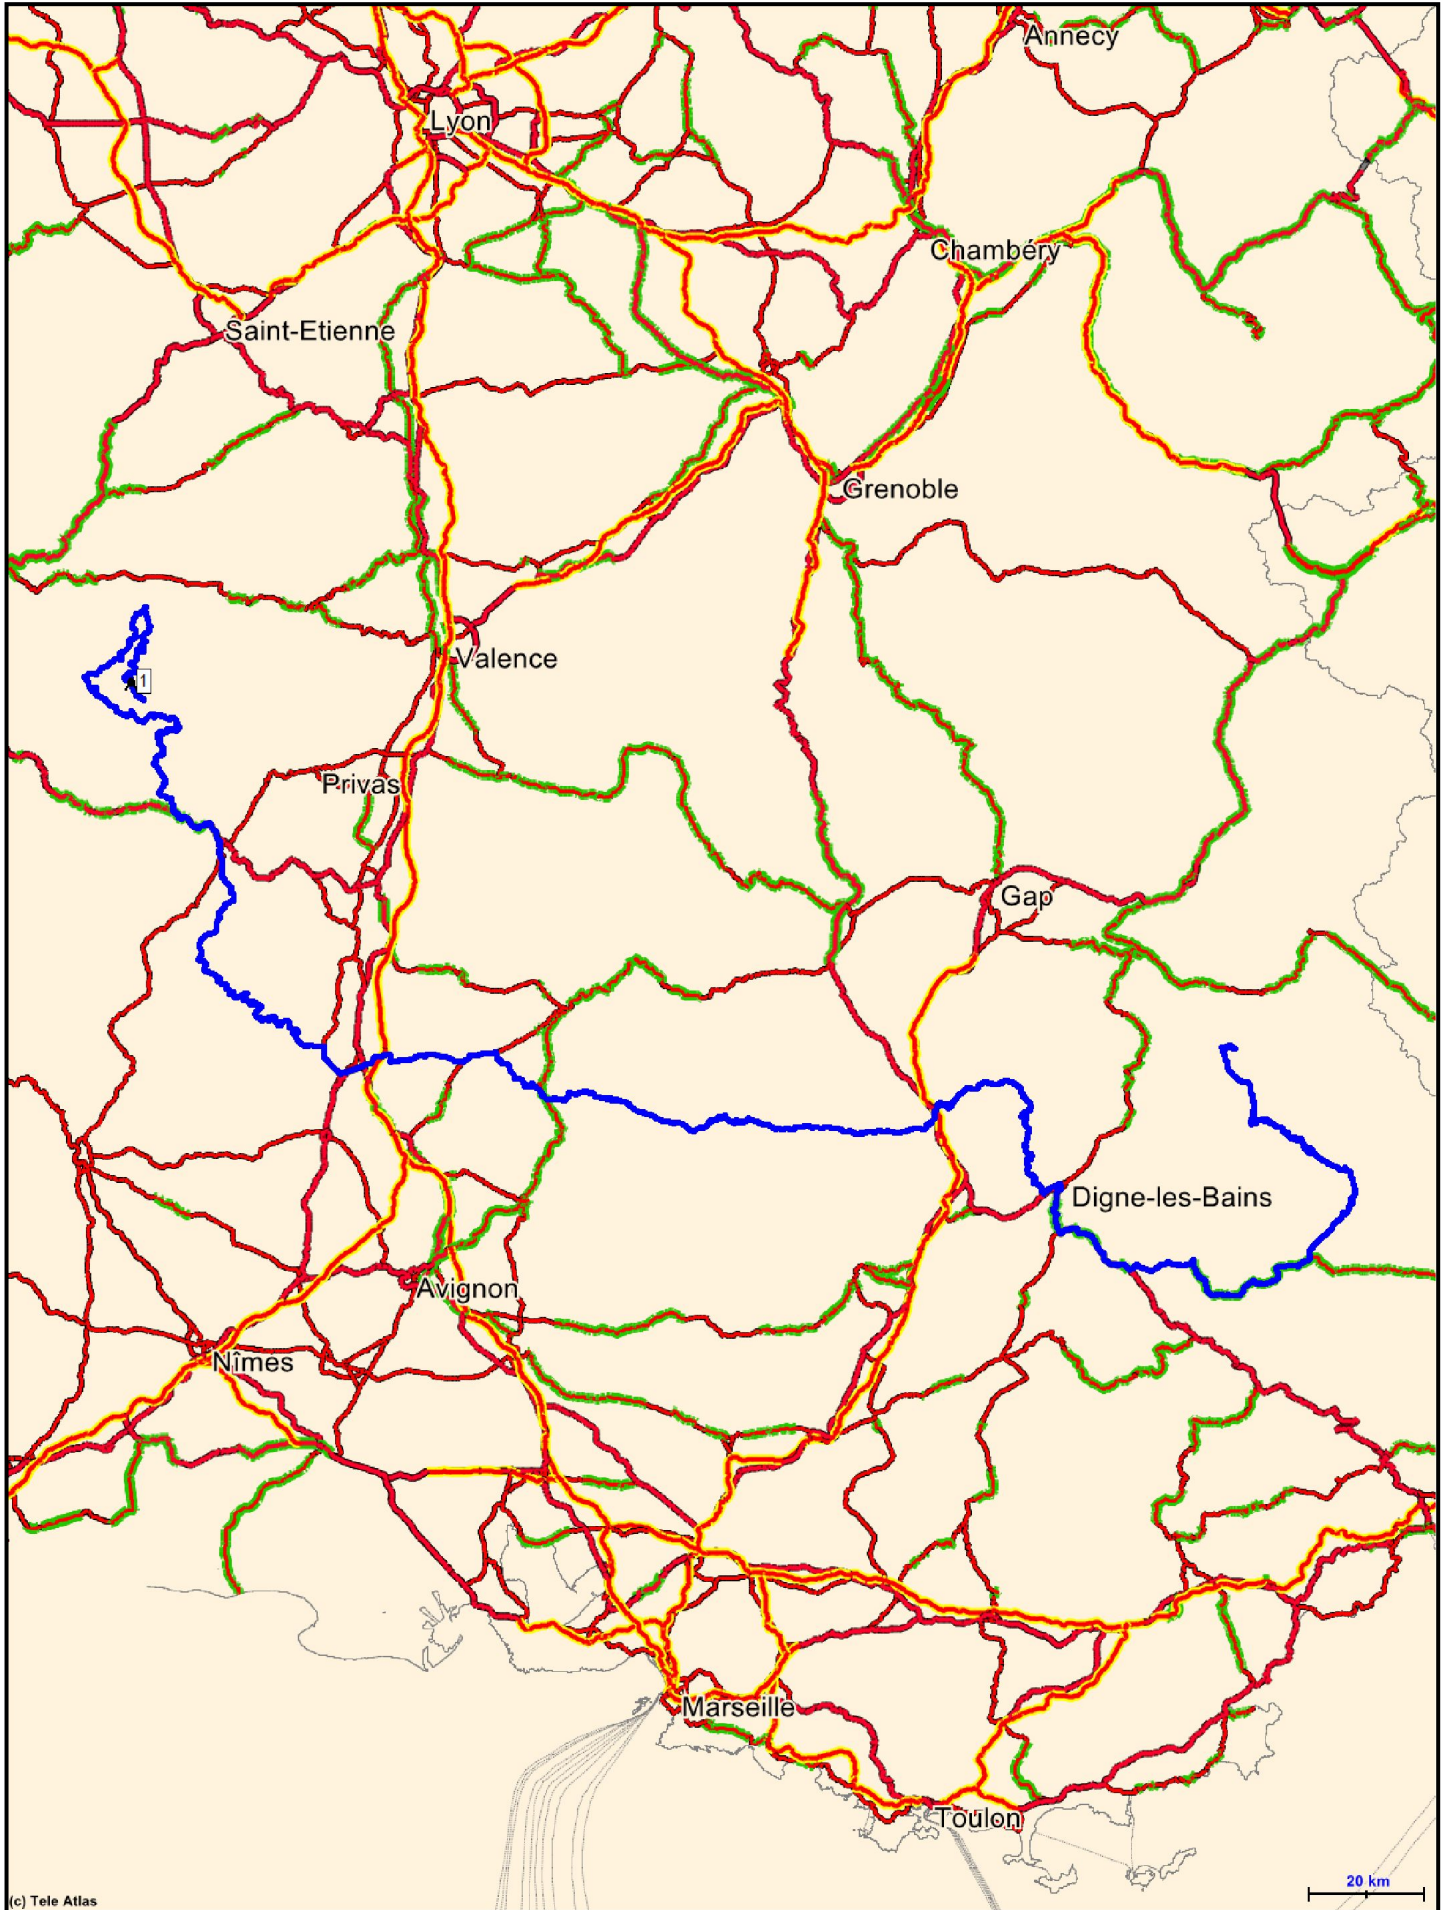 Annecy
Lyon
Chambéry
Saint-Etienne
Grenoble
Valence
1
Privas
Gap
Digne-les-Bains
Avignon
Nîmes
Marseille
Toulon
20 km
(c) Tele Atlas